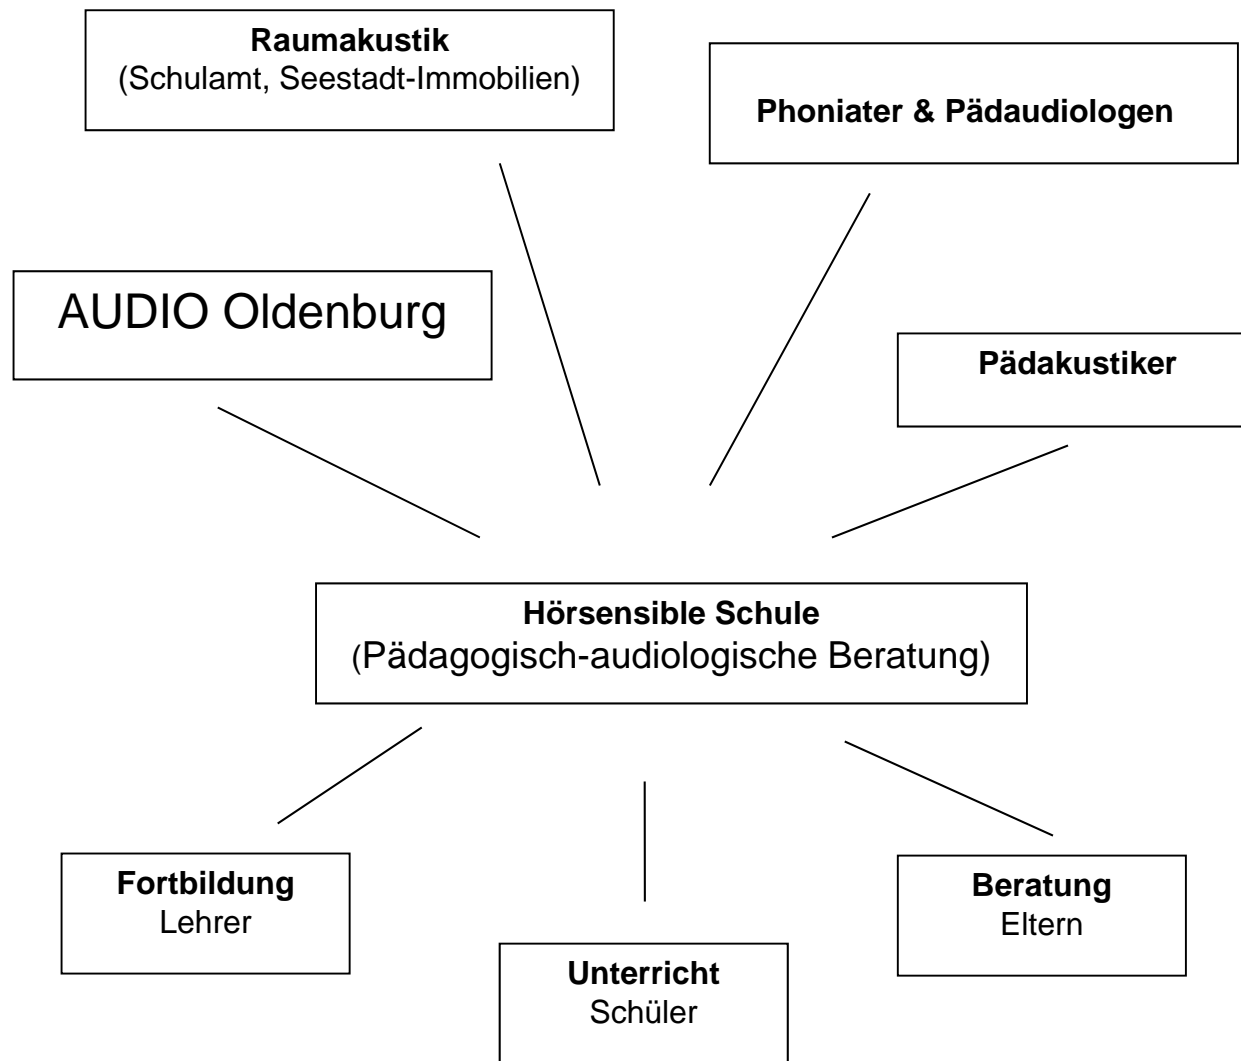 Raumakustik
(Schulamt, Seestadt-Immobilien)
Phoniater & Pädaudiologen
AUDIO Oldenburg
Pädakustiker
Hörsensible Schule
(Pädagogisch-audiologische Beratung)
Fortbildung
Lehrer
Unterricht
Schüler
Beratung
Eltern